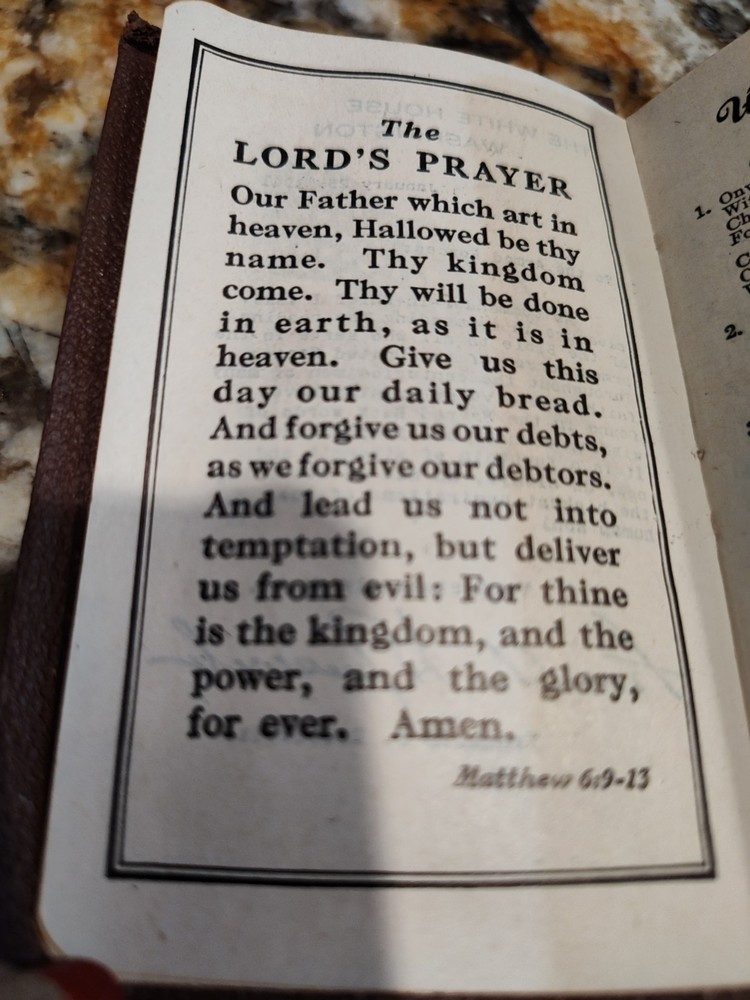 The
LORD'S PRAYER
Our Father which art in
heaven, Hallowed be thy
name. Thy kingdom
come. Thy will be done
in earth, as it is in
heaven. Give us this
day our daily bread.
And forgive us our debts,
as we forgive our debtors.
And lead us not into
temptation, but deliver
us from evil: For thine
is the kingdom, and the
power, and the glory,
for ever. Amen.
Matthew 6:9-13
1.
2.